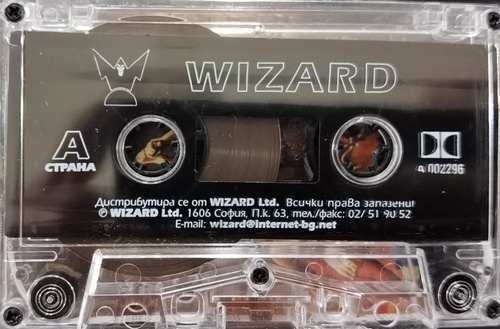 WIZARD
A
СТРАНА
A 002296
Дистрибутира се от WIZARD Ltd. Всички права запазени!
© WIZARD Ltd. 1606 София, П.к. 63, тел./факс: 02/ 51 90 52
E-mail: wizard@internet-bg.net